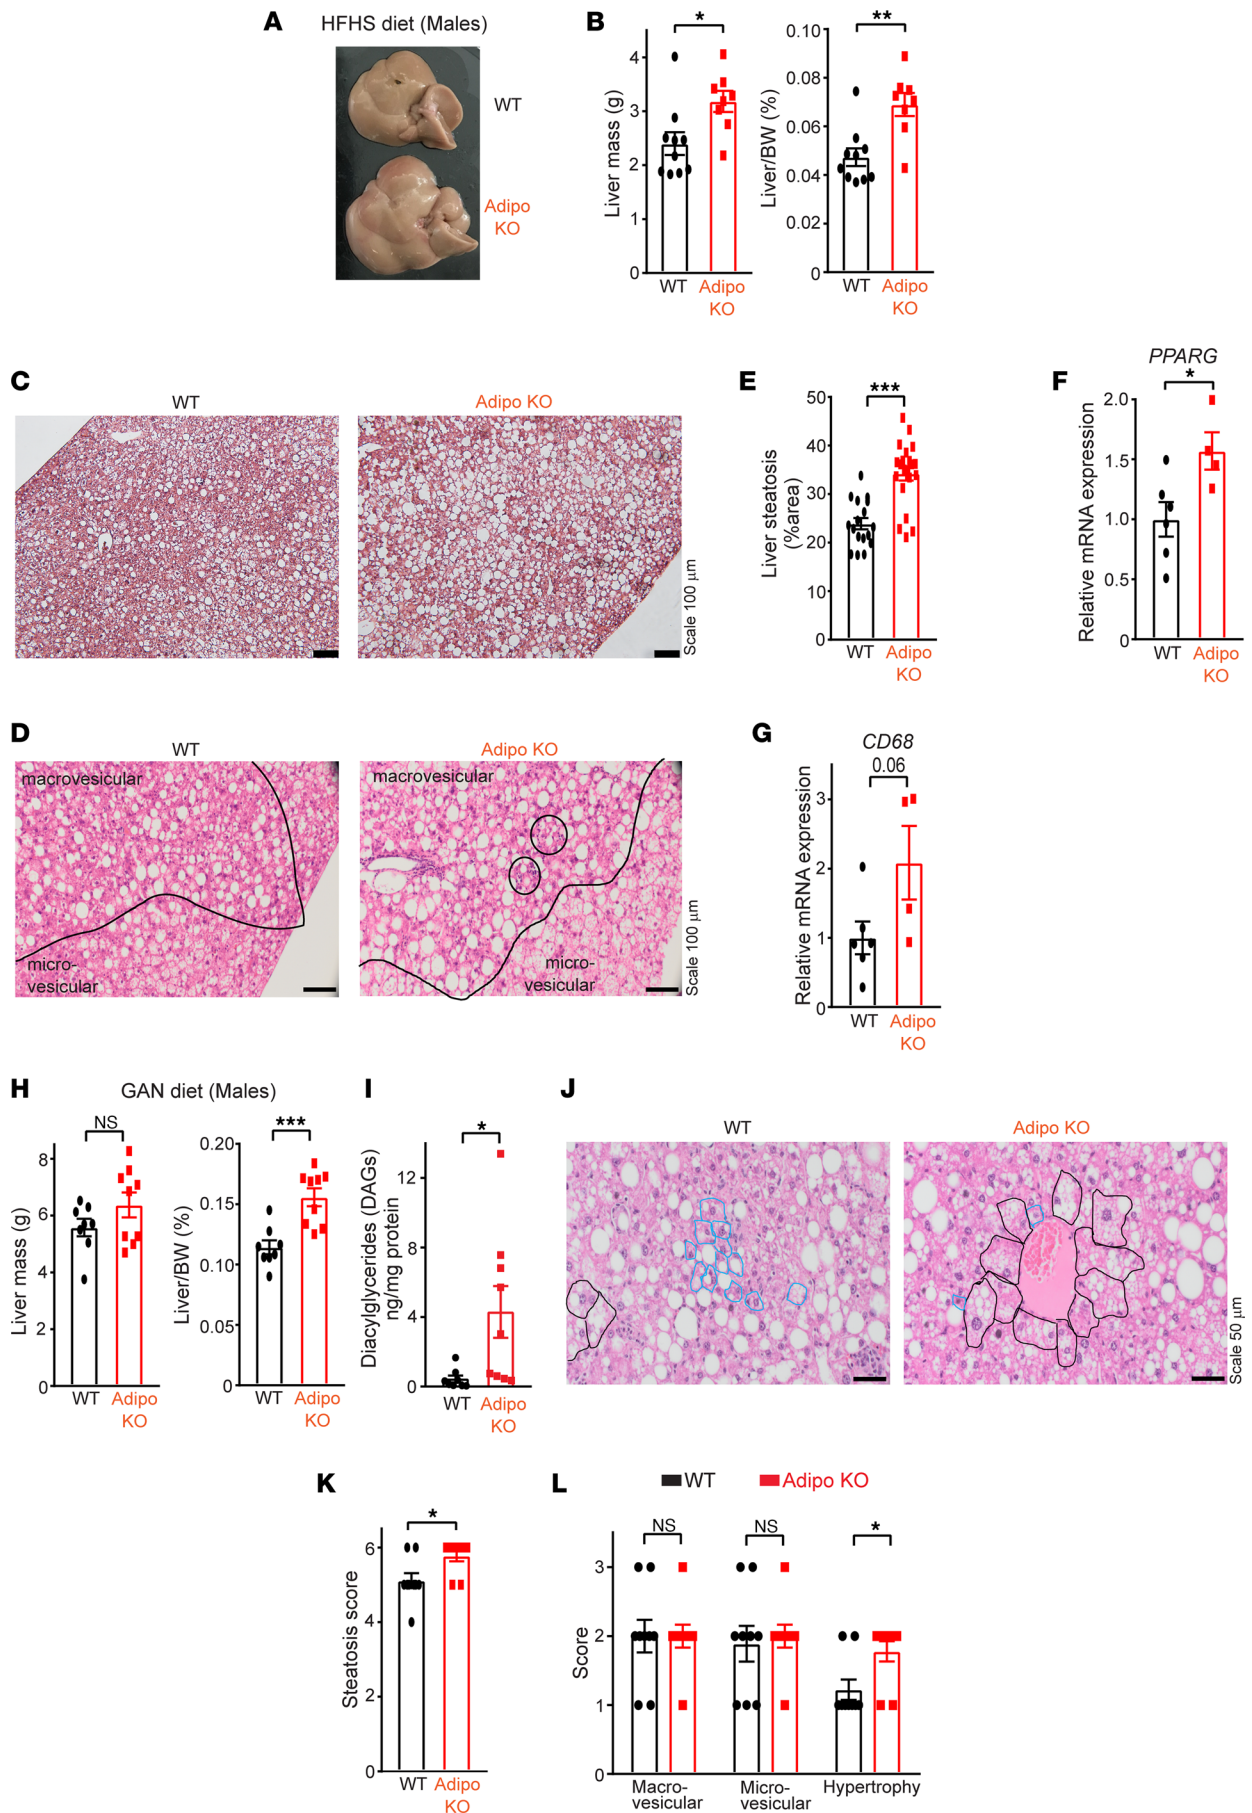 A
HFHS diet (Males)
WT
Adipo
KO
B
*
Liver mass (g)
4
3
2
1
0
WT
Adipo
KO
**
Liver/BW (%)
0.10
0.08
0.06
0.04
0.02
0
WT
Adipo
KO
C
WT
Adipo KO
Scale 100 µm
D
WT
Adipo KO
macrovesicular
micro-
vesicular
macrovesicular
micro-
vesicular
Scale 100 µm
E
***
Liver steatosis
(%area)
50
40
30
20
10
0
WT
Adipo
KO
F
PPARG
*
Relative mRNA expression
2.0
1.5
1.0
0.5
0
WT
Adipo
KO
G
CD68
0.06
Relative mRNA expression
3
2
1
0
WT
Adipo
KO
H
GAN diet (Males)
NS
Liver mass (g)
8
6
4
2
0
WT
Adipo
KO
***
Liver/BW (%)
0.20
0.15
0.10
0.05
0
WT
Adipo
KO
I
*
Diacylglycerides (DAGs)
ng/mg protein
12
8
4
0
WT
Adipo
KO
J
WT
Adipo KO
Scale 50 µm
K
*
Steatosis score
6
4
2
0
WT
Adipo
KO
L
WT
Adipo KO
NS
NS
*
Score
3
2
1
0
Macro-
vesicular
Micro-
vesicular
Hypertrophy